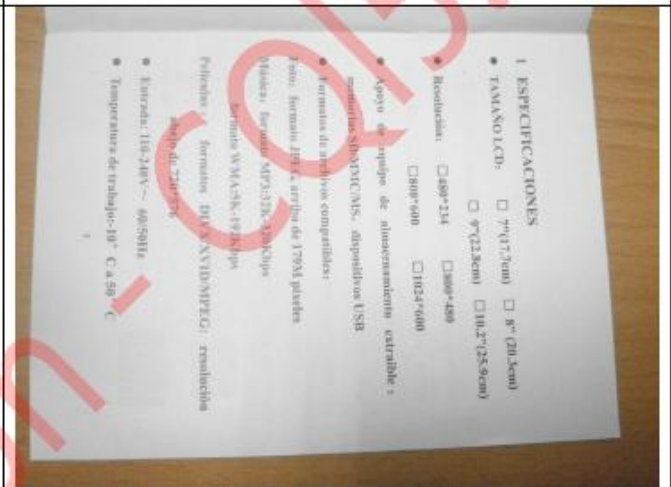 1 ESPECIFICACIONES
● TAMAÑO LCD: □ 7"(17.7cm) □ 8" (20.3cm)
□ 9"(22.8cm) □10.2"(25.9cm)
● Resolución: □480*234 □800*480
□800*600 □1024*600
● Apoyo de equipo de almacernamiento extraible :
memorias SD/MMC/MS, dispositivos USB
● Formatos de archivos compatibles:
Foto: formato JPEG, arriba de 179M pixeles
Música: formato MP3:32K-320Kbps
formato WMA:5K-192Kbps
Películas : formatos DIVX/XVID/MPEG; resolución
abajo de 720*576
● Entrada: 110-240V~ 60/50Hz
● Temperatura de trabajo:-10° C a 50° C